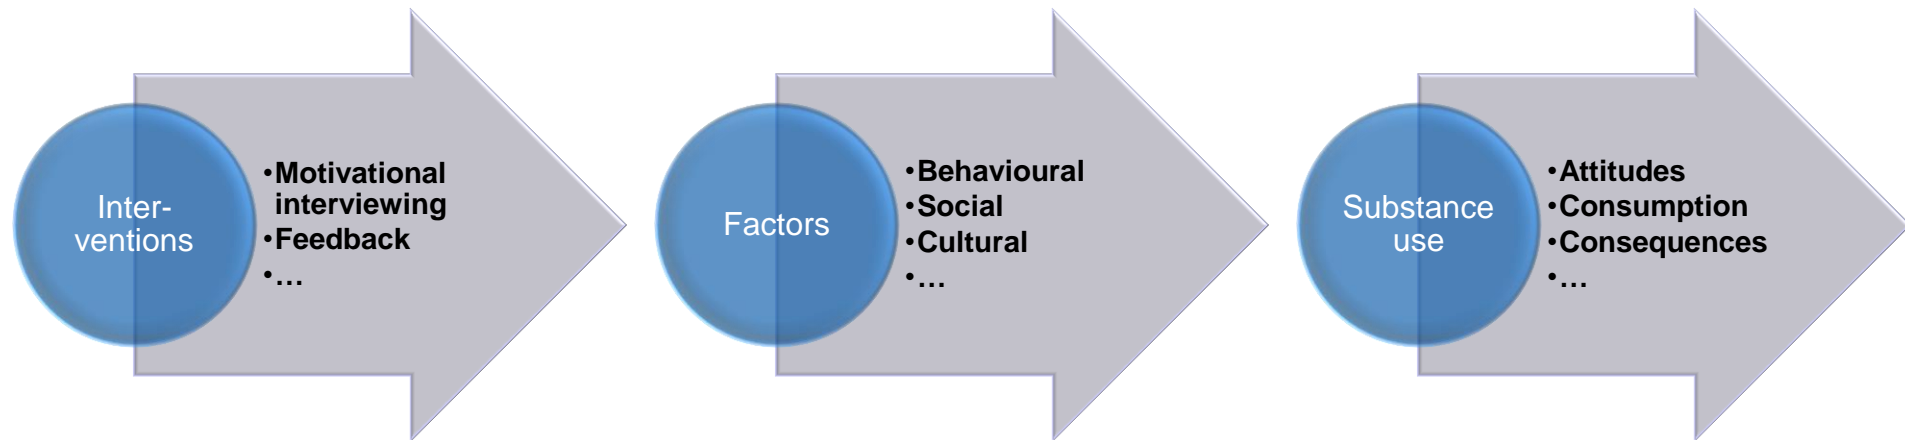 Inter-
ventions
•Motivational
interviewing
•Feedback
•…
Factors
•Behavioural
•Social
•Cultural
•…
Substance
use
•Attitudes
•Consumption
•Consequences
•…